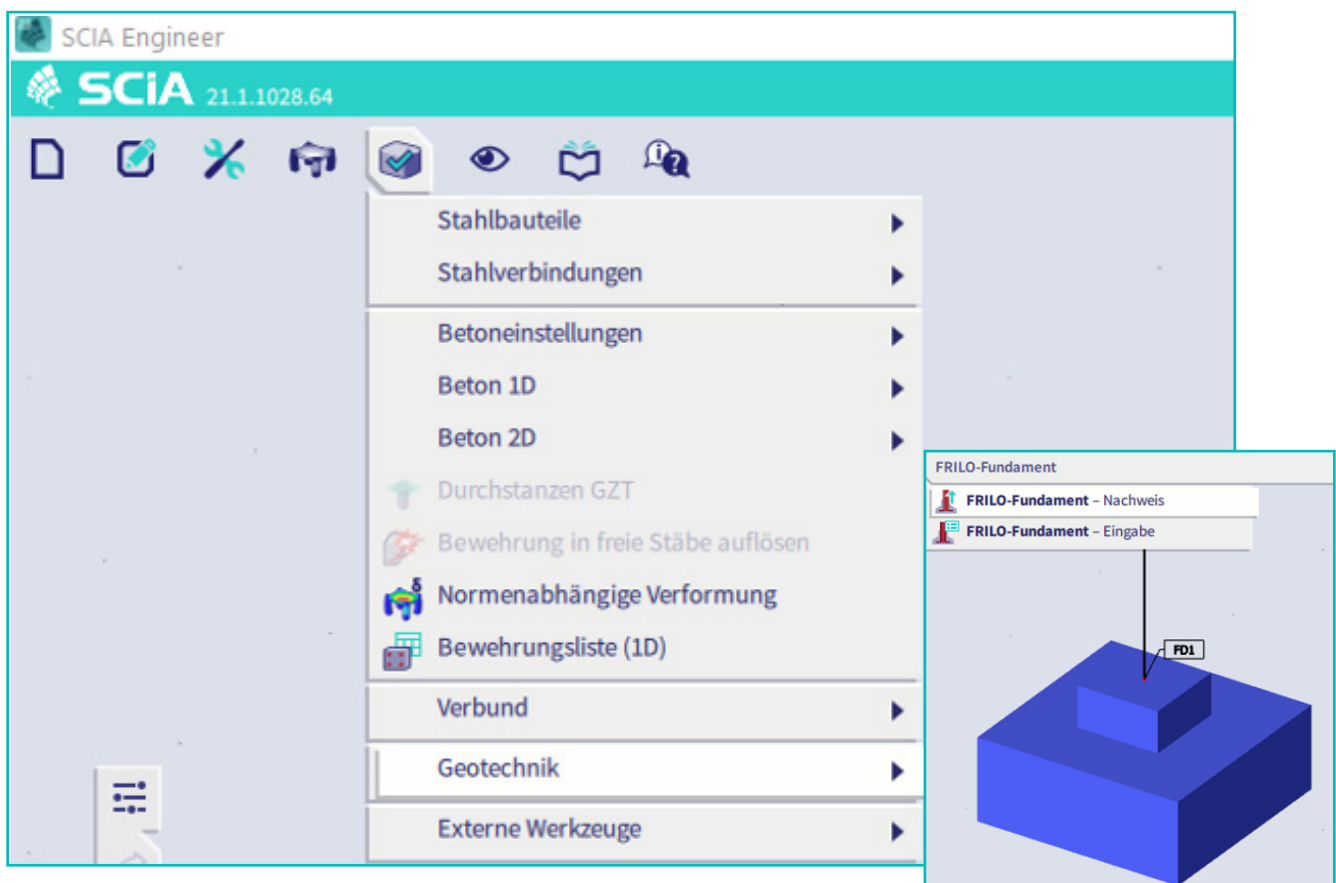 SCIA Engineer
SCiA 21.1.1028.64
Stahlbauteile
Stahlverbindungen
Betoneinstellungen
Beton 1D
Beton 2D
Durchstanzen GZT
Bewehrung in freie Stäbe auflösen
Normenabhängige Verformung
Bewehrungsliste (1D)
Verbund
Geotechnik
Externe Werkzeuge
FRILO-Fundament
FRILO-Fundament – Nachweis
FRILO-Fundament – Eingabe
FD1